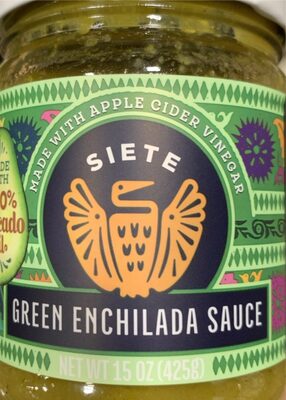 MADE WITH APPLE CIDER VINEGAR
SIETE
GREEN ENCHILADA SAUCE
NET WT 15 OZ (425g)